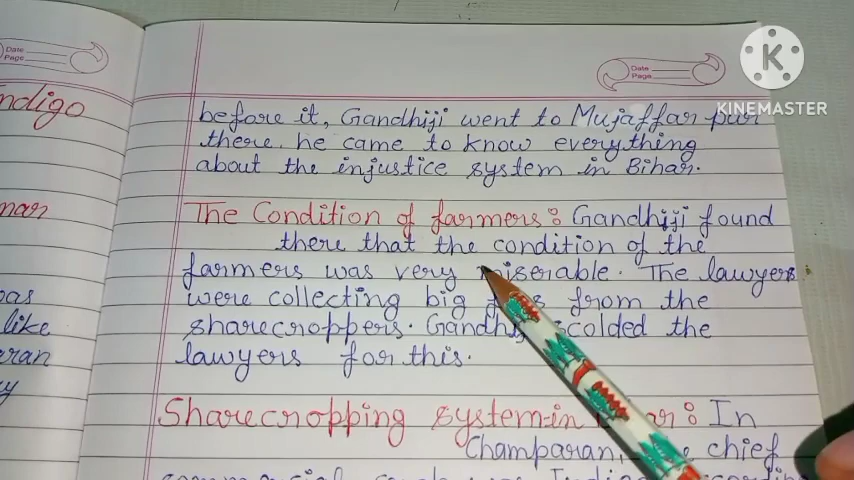 Date
Page
Date
Page
K
KINEMASTER
ndigo
before it, Gandhiji went to Mujaffar pur
there he came to know everything
about the injustice system in Bihar.
The Condition of farmers: Gandhiji found
there that the condition of the
farmers was very miserable. The lawyers
were collecting big from the
sharecroppers. Gandhi scolded the
lawyers for this.
like
Sharecropping system in : In
Champaran, chief